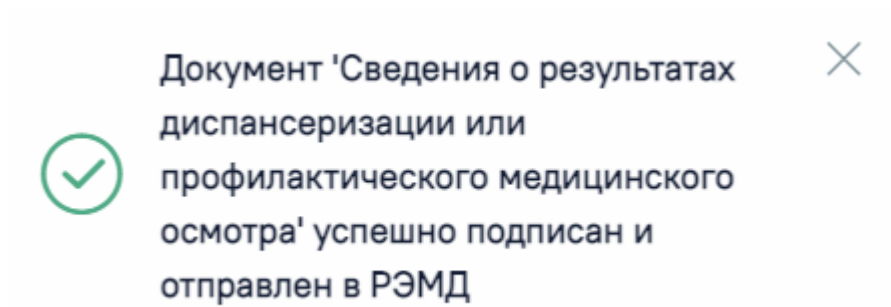 Документ 'Сведения о результатах
диспансеризации или
профилактического медицинского
осмотра' успешно подписан и
отправлен в РЭМД